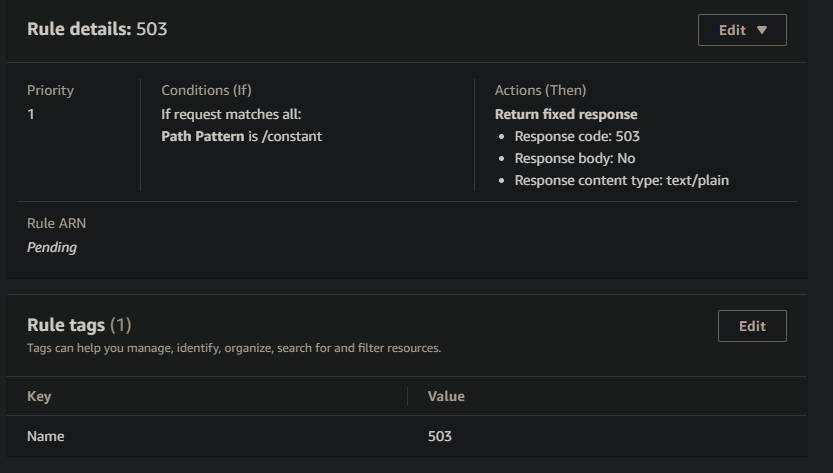 Rule details: 503
Edit
Priority
1
Conditions (If)
If request matches all:
Path Pattern is /constant
Actions (Then)
Return fixed response
• Response code: 503
• Response body: No
• Response content type: text/plain
Rule ARN
Pending
Rule tags (1)
Edit
Tags can help you manage, identify, organize, search for and filter resources.
Key Value
Name 503